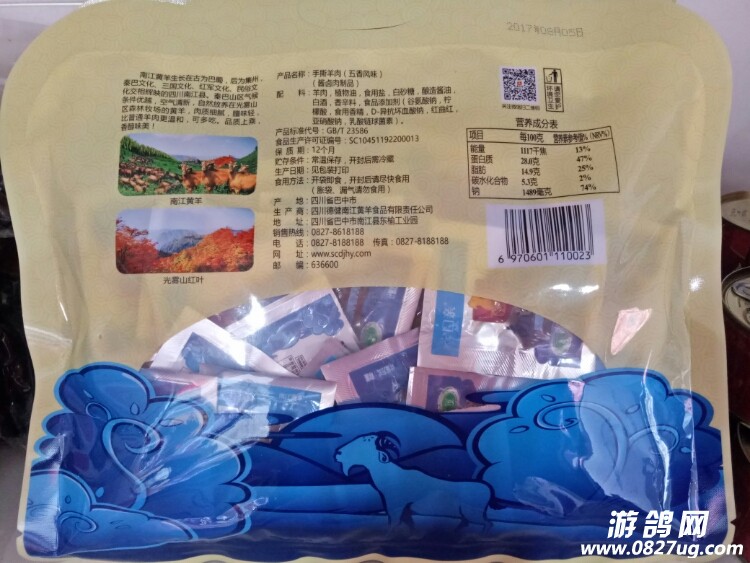 南江黄羊生长在古为巴蜀,
秦巴文化、三国文化、红军文化、民俗文
化交相辉映的四川南江县。秦巴山区气候
条件优越,空气清新,自然放养在光雾山
区森林牧场的黄羊,肉质细腻,膻味轻,
比普通羊肉更温和,可多吃。品质上乘,
香醇味美!
南江黄羊
光雾山红叶
产品名称:手撕羊肉(五香风味)
(酱卤肉制品)
配 料:羊肉,植物油,食用盐,白砂糖,酿造酱油,
白酒,香辛料,食品添加剂(谷氨酸钠,柠
檬酸,食用香精,D-异抗坏血酸钠,红曲红,
亚硝酸钠,乳酸链球菌素)。
产品标准代号:GB/T 23586
食品生产许可证编号:SC10451192200013
保 质 期:12个月
贮存条件:常温保存,开封后需冷藏
生产日期:见包装打印
食用方法:开袋即食,开封后请尽快食用
(胀袋、漏气请勿食用)
产 地:四川省巴中市
生 产 商:四川德健南江黄羊食品有限责任公司
地 址:四川省巴中市南江县东榆工业园
销售热线:0827-8618188
电 话:0827-8188188 传真:0827-8188188
网 址:www.scdjhy.com
邮 编:636600
2017年08月05日
请您爱护
环境卫生
营养成分表
项目 每100克 营养素参考值% (NRV%)
能量 1117千焦 13%
蛋白质 28.0克 47%
脂肪 14.9克 25%
碳水化合物 5.3克 2%
钠 1489毫克 74%
6 970601 110023
游鸽网
www.0827ug.com